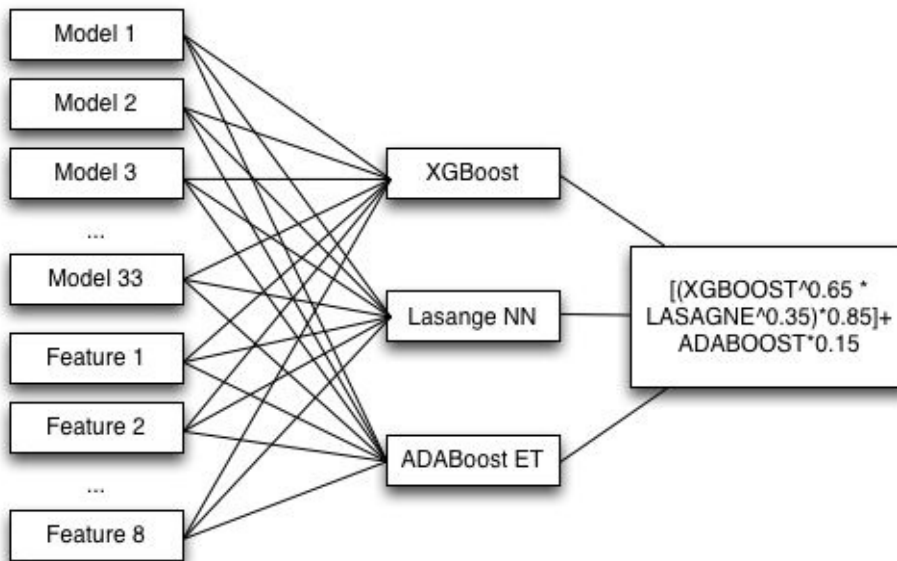 Model 1
Model 2
Model 3
...
Model 33
Feature 1
Feature 2
...
Feature 8
XGBoost
Lasange NN
ADABoost ET
[(XGBOOST^0.65 *
LASAGNE^0.35)*0.85]+
ADABOOST*0.15